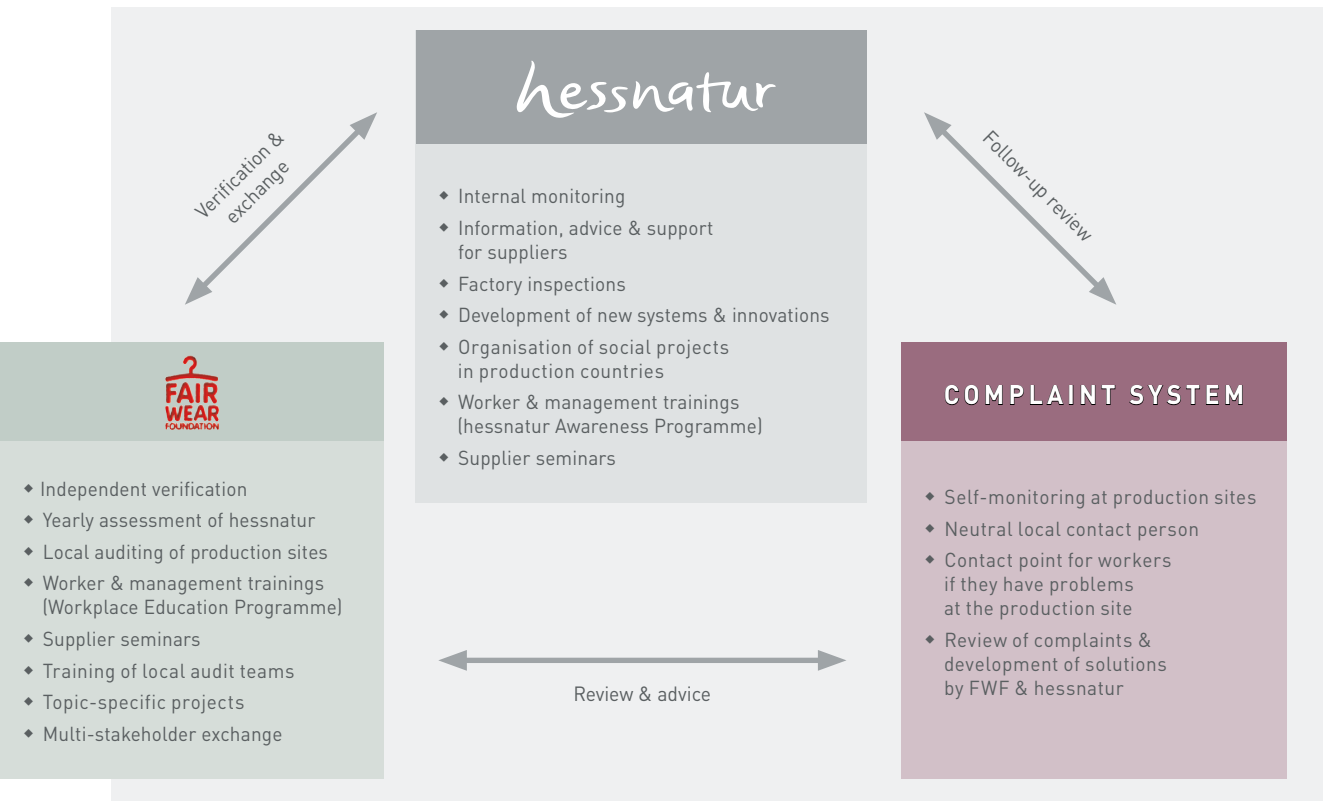 hessnatur
Verification &
exchange
Follow-up review
◆ Internal monitoring
◆ Information, advice & support
for suppliers
◆ Factory inspections
◆ Development of new systems & innovations
◆ Organisation of social projects
in production countries
◆ Worker & management trainings
(hessnatur Awareness Programme)
◆ Supplier seminars
FAIR
WEAR
FOUNDATION
◆ Independent verification
◆ Yearly assessment of hessnatur
◆ Local auditing of production sites
◆ Worker & management trainings
(Workplace Education Programme)
◆ Supplier seminars
◆ Training of local audit teams
◆ Topic-specific projects
◆ Multi-stakeholder exchange
Review & advice
COMPLAINT SYSTEM
◆ Self-monitoring at production sites
◆ Neutral local contact person
◆ Contact point for workers
if they have problems
at the production site
◆ Review of complaints &
development of solutions
by FWF & hessnatur